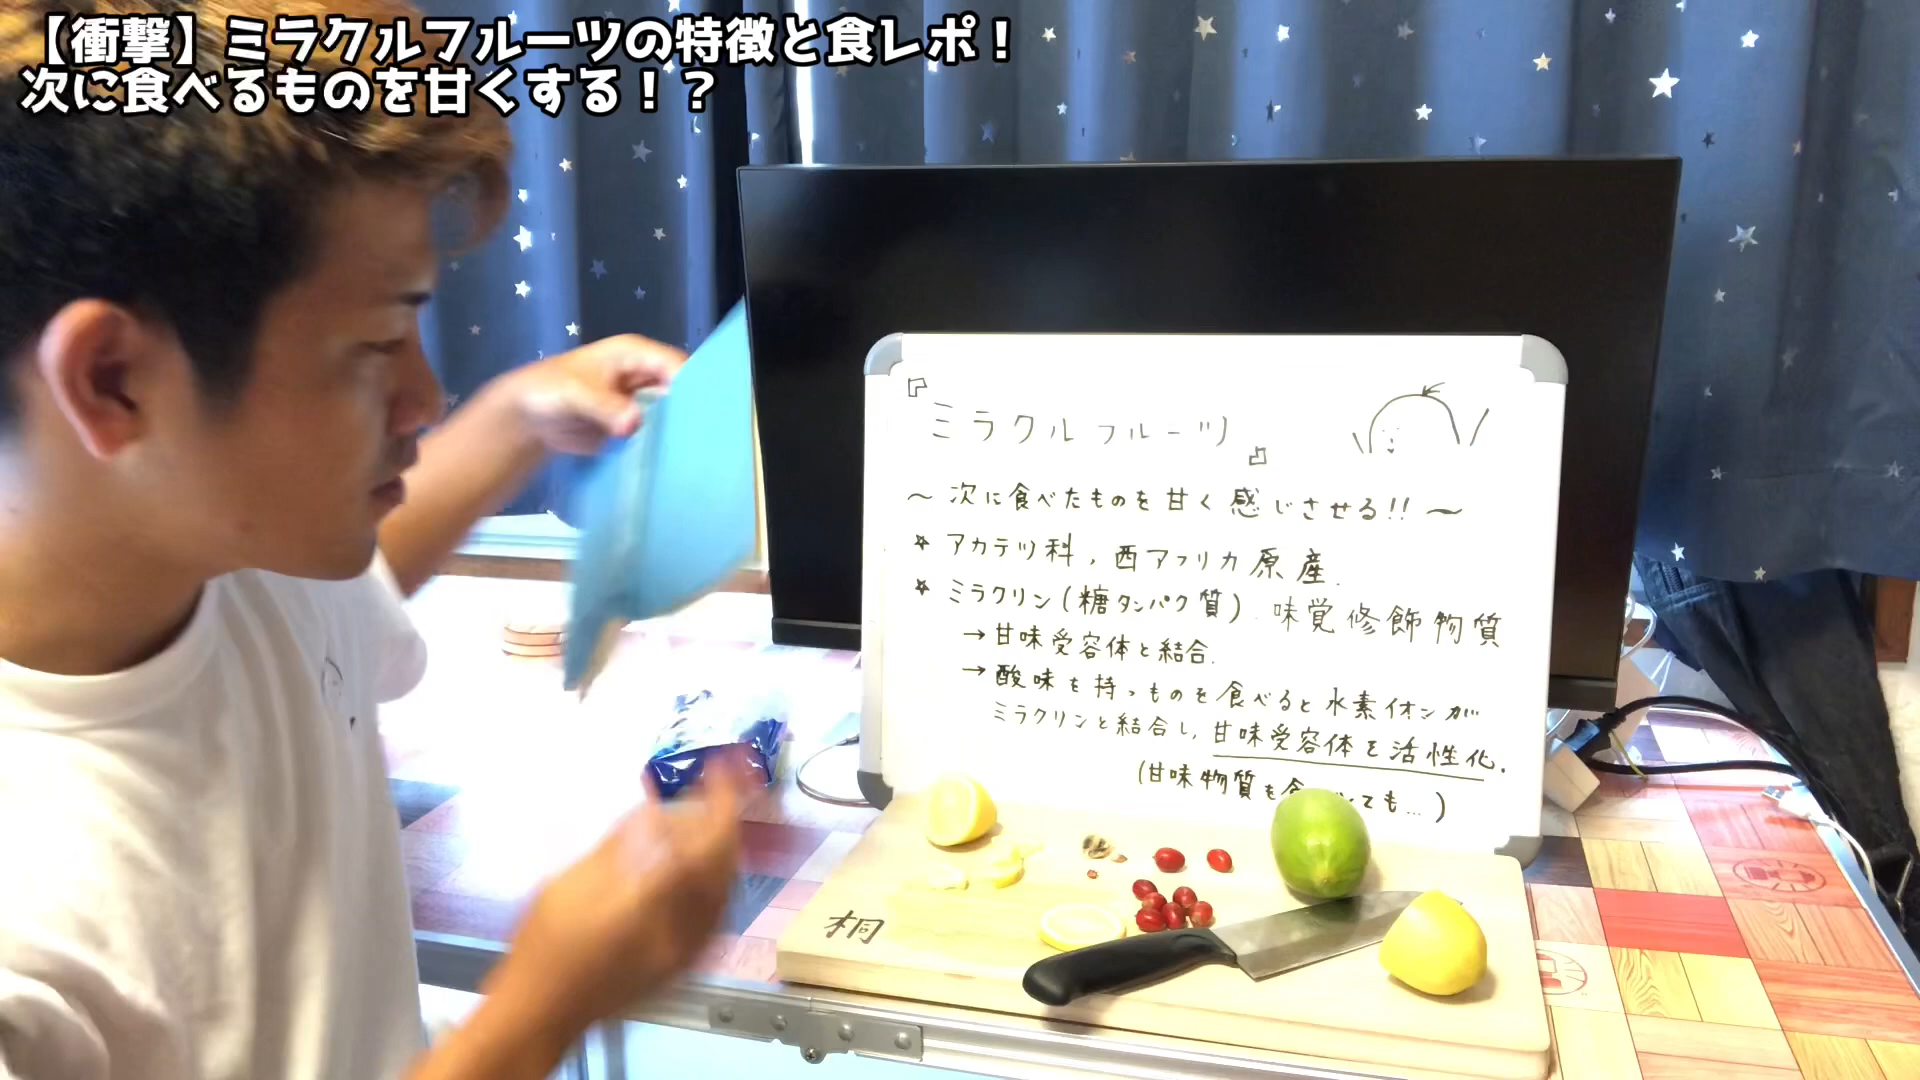 【衝撃】ミラクルフルーツの特徴と食レポ！
次に食べるものを甘くする！？
『ミラクルフルーツ』
〜 次に食べたものを甘く感じさせる!! 〜
☆ アカテツ科, 西アフリカ原産.
☆ ミラクリン(糖タンパク質). 味覚修飾物質
→ 甘味受容体と結合.
→ 酸味を持つものを食べると水素イオンが
ミラクリンと結合し, 甘味受容体を活性化.
(甘味物質を食 ても…)
桐